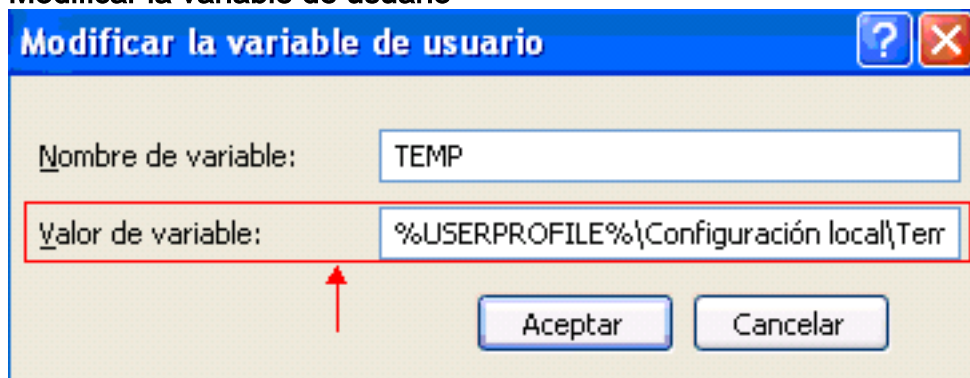 Modificar la variable de usuario
Modificar la variable de usuario
Nombre de variable: TEMP
Valor de variable: %USERPROFILE%\Configuración local\Tem
Aceptar Cancelar